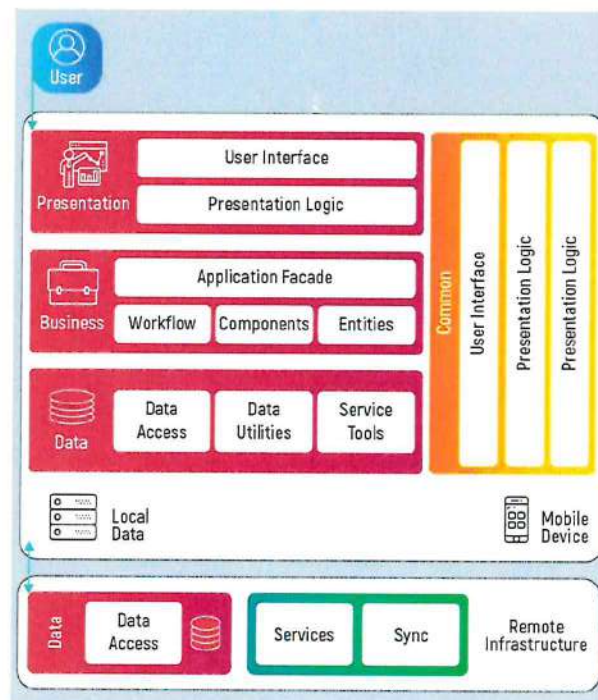 User
User Interface
Presentation
Presentation Logic
Application Facade
Business
Workflow
Components
Entities
Data
Access
Data
Utilities
Service
Tools
Data
Common
User Interface
Presentation Logic
Presentation Logic
Local
Data
Mobile
Device
Data
Data
Access
Services
Sync
Remote
Infrastructure